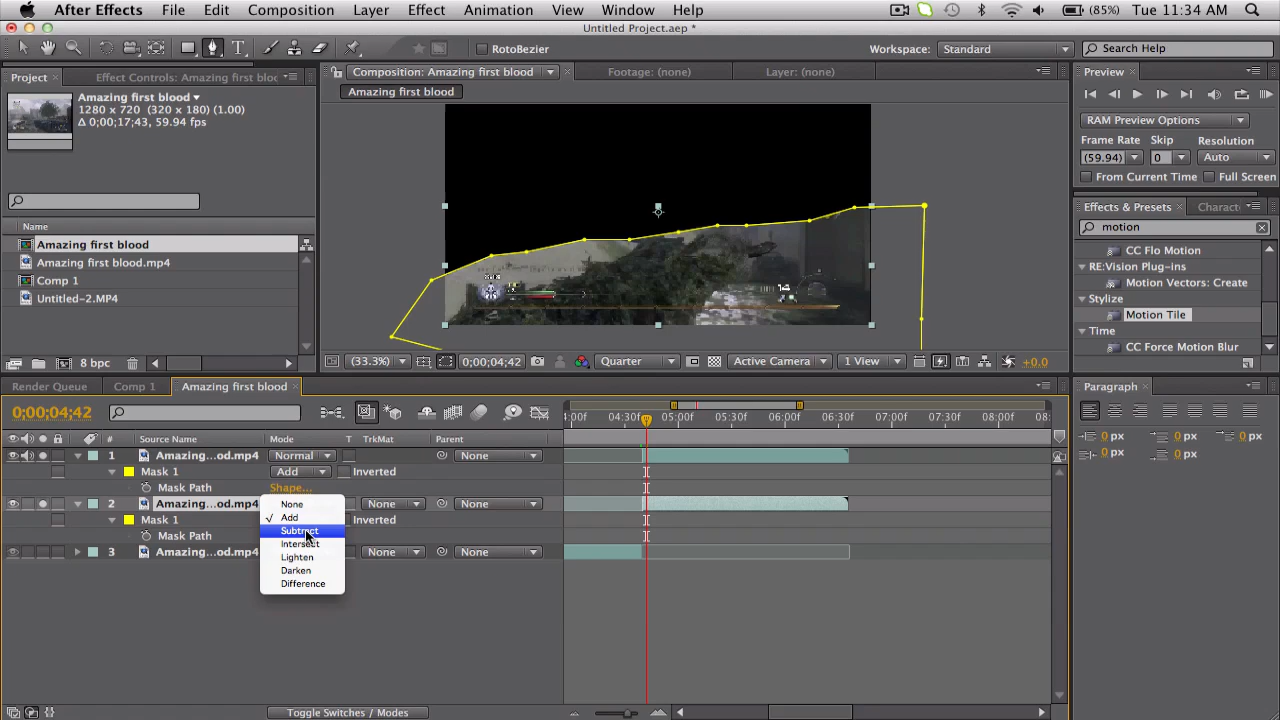 After Effects File Edit Composition Layer Effect Animation View Window Help (85%) Tue 11:34 AM
Untitled Project.aep *
RotoBezier Workspace: Standard Search Help
Project Effect Controls: Amazing first bloo
Composition: Amazing first blood Footage: (none) Layer: (none)
Preview
Amazing first blood
Amazing first blood
1280 x 720 (320 x 180) (1.00)
Δ 0;00;17;43, 59.94 fps
RAM Preview Options
Frame Rate Skip Resolution
(59.94) 0 Auto
From Current Time Full Screen
Effects & Presets Charact
motion
Name
Amazing first blood
Amazing first blood.mp4
Comp 1
Untitled-2.MP4
CC Flo Motion
RE:Vision Plug-ins
Motion Vectors: Create
Stylize
Motion Tile
Time
CC Force Motion Blur
8 bpc
(33.3%) 0;00;04;42 Quarter Active Camera 1 View +0.0
Render Queue Comp 1 Amazing first blood
Paragraph
0;00;04;42
4:00f 04:30f 05:00f 05:30f 06:00f 06:30f 07:00f 07:30f 08:00f 08:
# Source Name Mode T TrkMat Parent
0 px 0 px 0 px
0 px 0 px
1 Amazing...od.mp4 Normal None
Mask 1 Add Inverted
Mask Path Shape...
2 Amazing...od.mp4 None None
Mask 1 Inverted
Mask Path
3 Amazing...od.mp4 None None
None
Add
Subtract
Intersect
Lighten
Darken
Difference
Toggle Switches / Modes